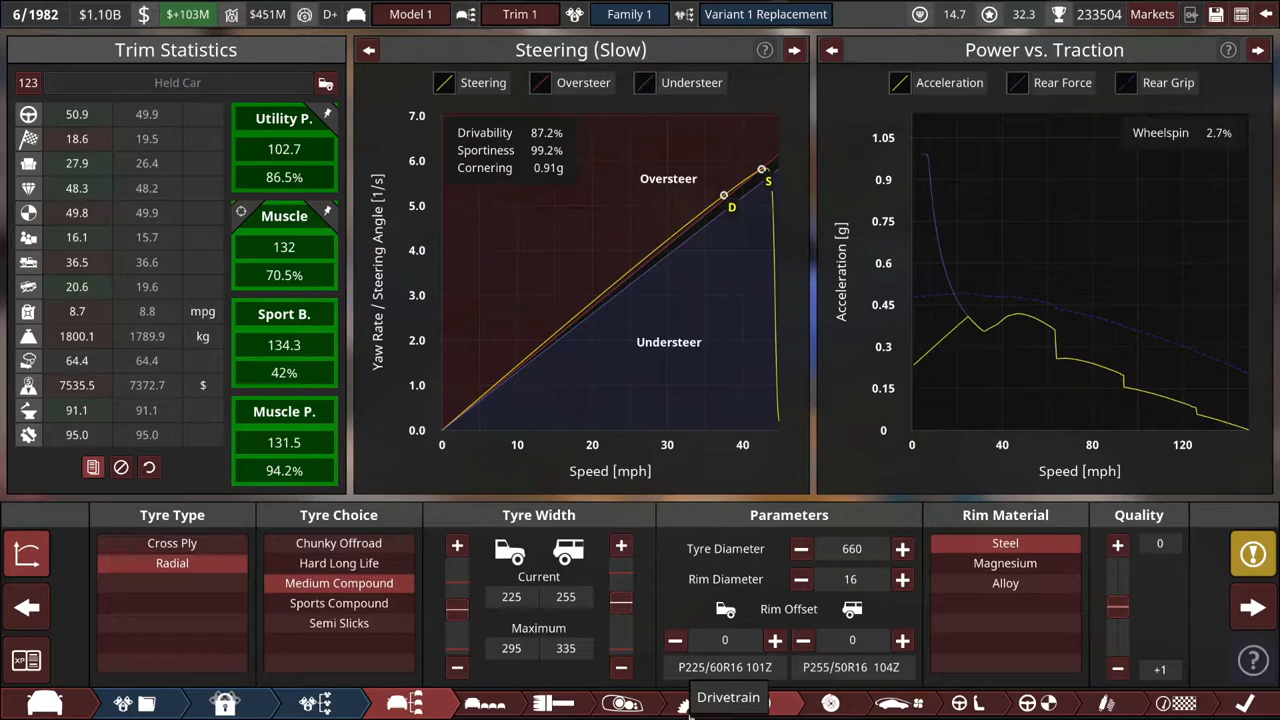 6/1982 $1.10B $+103M $451M D+ Model 1 Trim 1 Family 1 Variant 1 Replacement 14.7 32.3 233504 Markets
Trim Statistics
123 Held Car
50.9 49.9
18.6 19.5
27.9 26.4
48.3 48.2
49.8 49.9
16.1 15.7
36.5 36.6
20.6 19.6
8.7 8.8 mpg
1800.1 1789.9 kg
64.4 64.4
7535.5 7372.7 $
91.1 91.1
95.0 95.0
Utility P.
102.7
86.5%
Muscle
132
70.5%
Sport B.
134.3
42%
Muscle P.
131.5
94.2%
Steering (Slow)
?
Steering Oversteer Understeer
Drivability 87.2%
Sportiness 99.2%
Cornering 0.91g
Oversteer
Understeer
S
D
Yaw Rate / Steering Angle [1/s]
7.0
6.0
5.0
4.0
3.0
2.0
1.0
0.0
0 10 20 30 40
Speed [mph]
Power vs. Traction
?
Acceleration Rear Force Rear Grip
Wheelspin 2.7%
Acceleration [g]
1.05
0.9
0.75
0.6
0.45
0.3
0.15
0
0 40 80 120
Speed [mph]
Tyre Type
Cross Ply
Radial
Tyre Choice
Chunky Offroad
Hard Long Life
Medium Compound
Sports Compound
Semi Slicks
Tyre Width
Current
225 255
Maximum
295 335
Parameters
Tyre Diameter 660
Rim Diameter 16
Rim Offset
0 0
P225/60R16 101Z P255/50R16 104Z
Rim Material
Steel
Magnesium
Alloy
Quality
0
+1
XP
?
Drivetrain